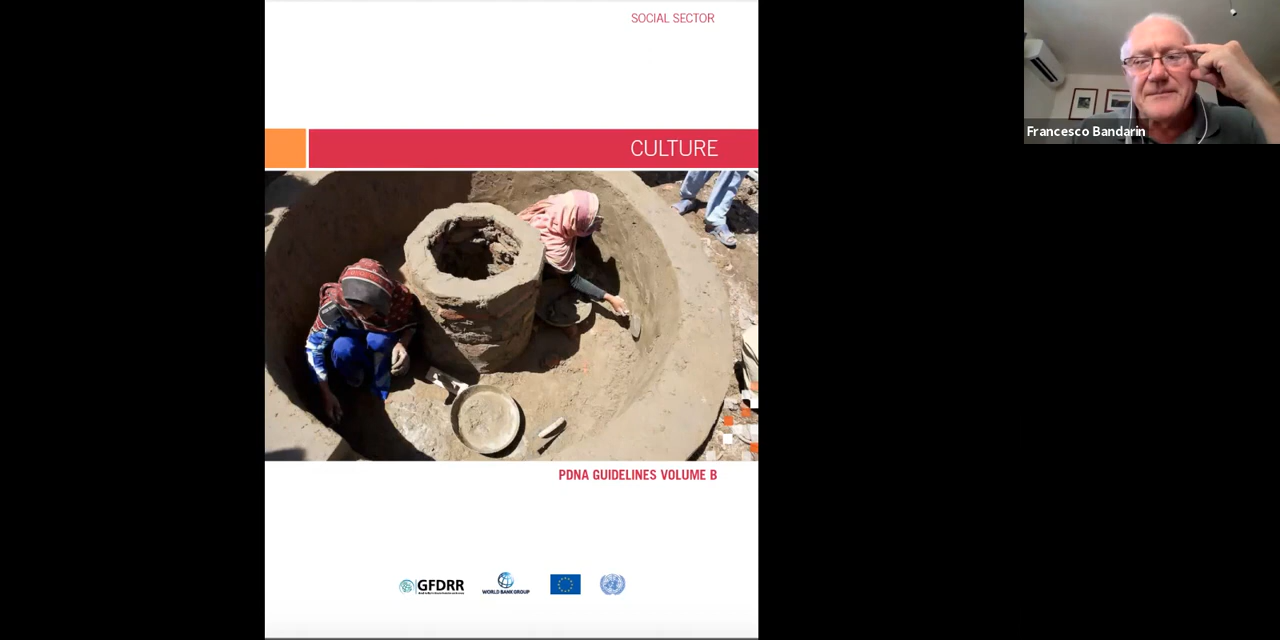 SOCIAL SECTOR
CULTURE
PDNA GUIDELINES VOLUME B
GFDRR
WORLD BANK GROUP
Francesco Bandarin